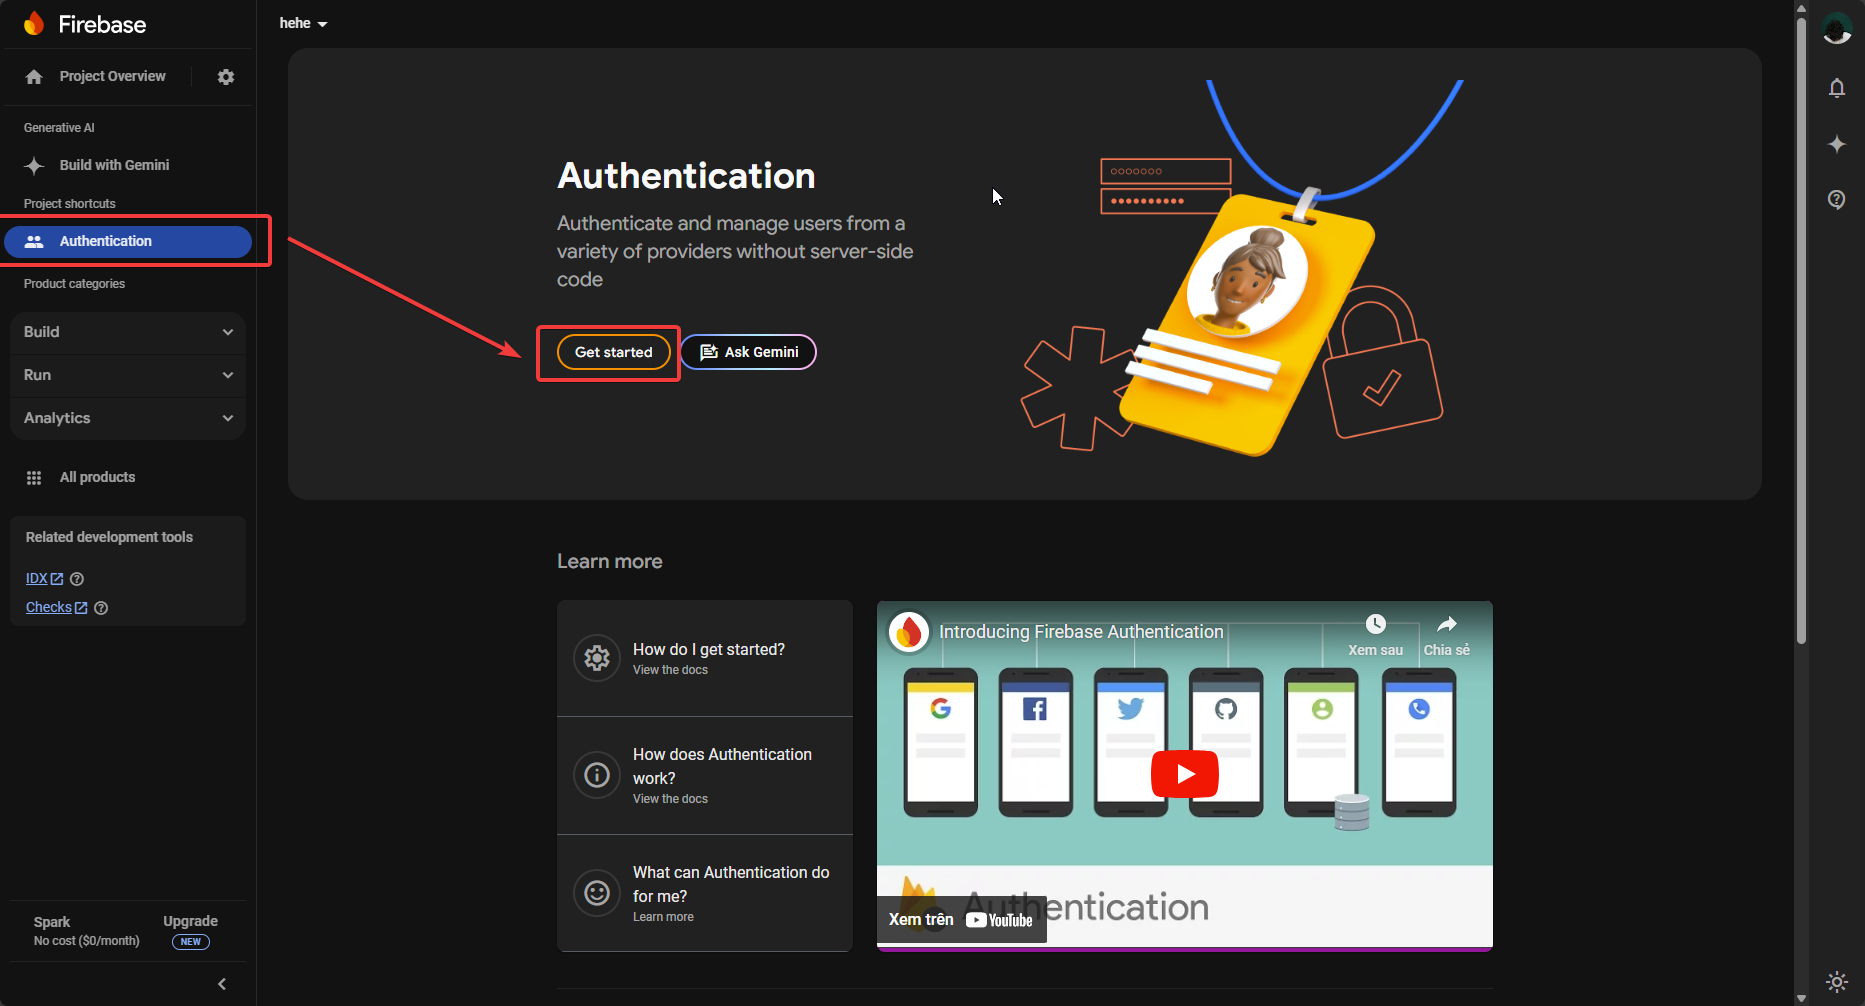 Firebase
hehe
Project Overview
Generative AI
Build with Gemini
Project shortcuts
Authentication
Product categories
Build
Run
Analytics
All products
Related development tools
IDX
Checks
Spark
No cost ($0/month)
Upgrade
NEW
Authentication
Authenticate and manage users from a
variety of providers without server-side
code
Get started
Ask Gemini
Learn more
How do I get started?
View the docs
How does Authentication
work?
View the docs
What can Authentication do
for me?
Learn more
Introducing Firebase Authentication
Xem sau
Chia sẻ
Authentication
Xem trên YouTube